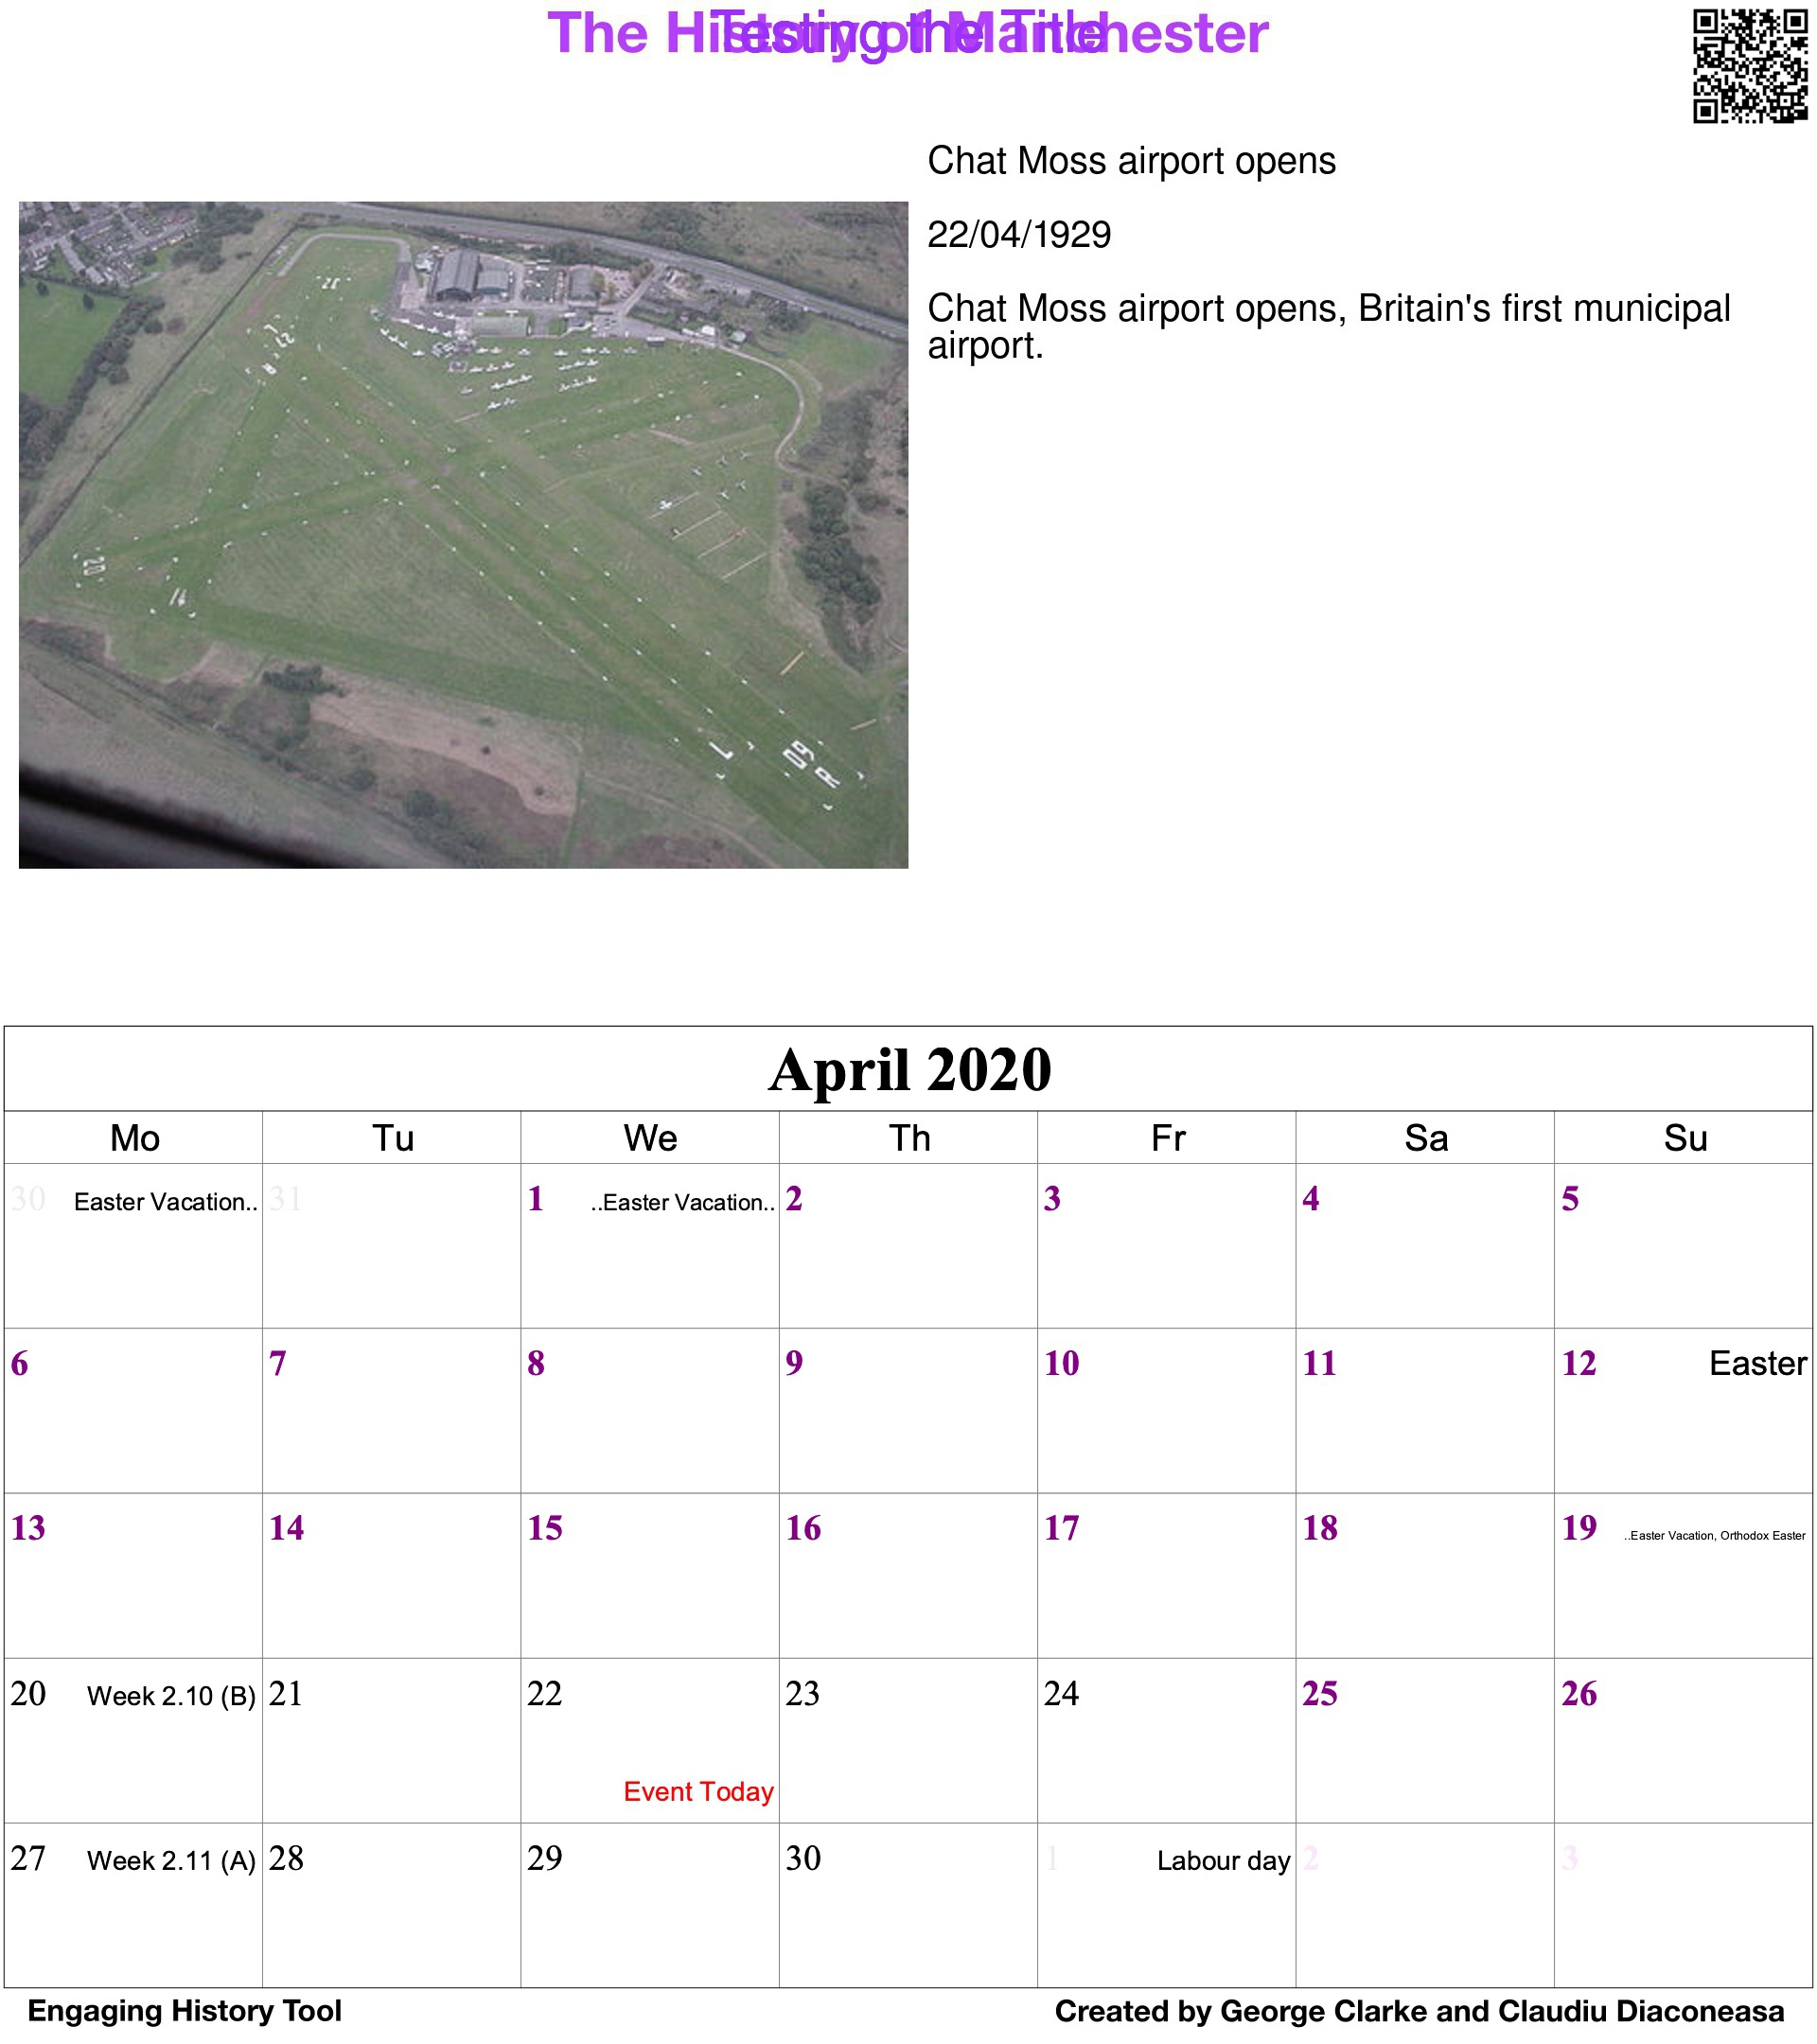 The History of Manchester
Testing the Title
Chat Moss airport opens
22/04/1929
Chat Moss airport opens, Britain's first municipal
airport.
April 2020
Mo Tu We Th Fr Sa Su
30 Easter Vacation.. 31 1 ..Easter Vacation.. 2 3 4 5
6 7 8 9 10 11 12 Easter
13 14 15 16 17 18 19 ..Easter Vacation, Orthodox Easter
20 Week 2.10 (B) 21 22 23 24 25 26
Event Today
27 Week 2.11 (A) 28 29 30 1 Labour day 2 3
Engaging History Tool Created by George Clarke and Claudiu Diaconeasa